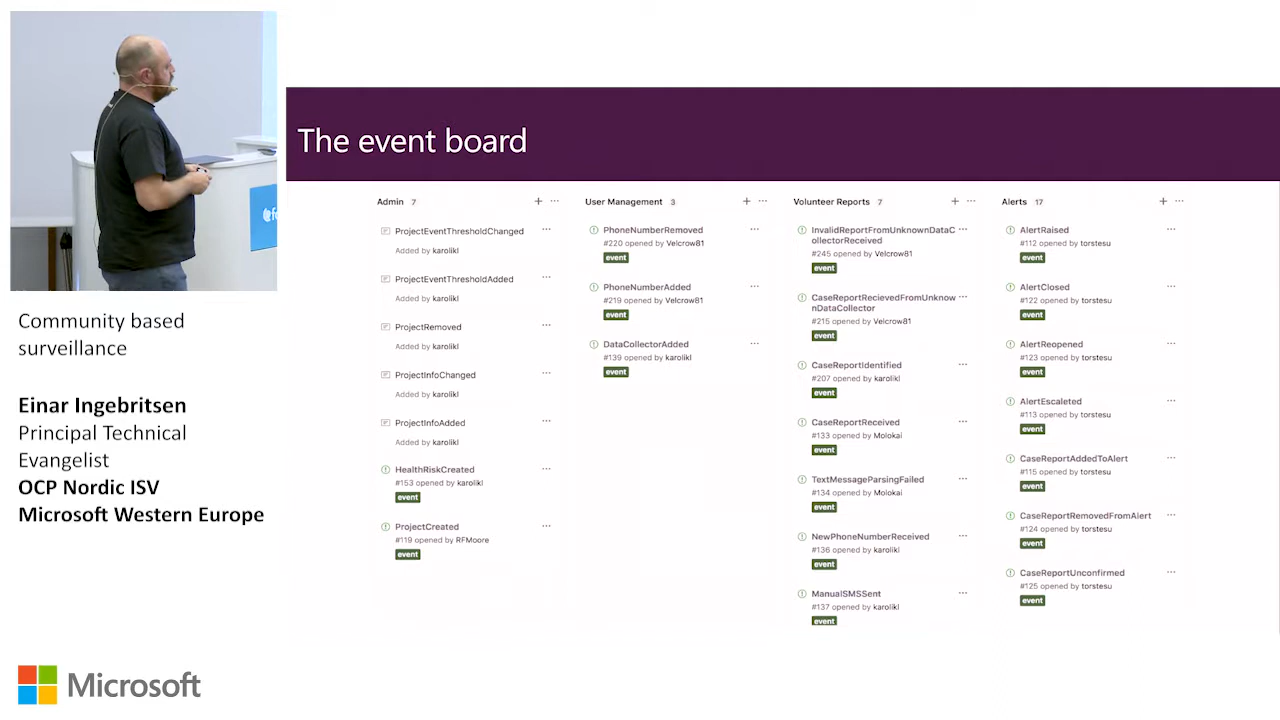 The event board
Admin 7
ProjectEventThresholdChanged
Added by karolikl
ProjectEventThresholdAdded
Added by karolikl
ProjectRemoved
Added by karolikl
ProjectInfoChanged
Added by karolikl
ProjectInfoAdded
Added by karolikl
HealthRiskCreated
#153 opened by karolikl
event
ProjectCreated
#119 opened by RFMoore
event
User Management 3
PhoneNumberRemoved
#220 opened by Velcrow81
event
PhoneNumberAdded
#219 opened by Velcrow81
event
DataCollectorAdded
#139 opened by karolikl
event
Volunteer Reports 7
InvalidReportFromUnknownDataC
ollectorReceived
#245 opened by Velcrow81
event
CaseReportRecievedFromUnknow
nDataCollector
#215 opened by Velcrow81
event
CaseReportIdentified
#207 opened by karolikl
event
CaseReportReceived
#133 opened by Molokai
event
TextMessageParsingFailed
#134 opened by Molokai
event
NewPhoneNumberReceived
#136 opened by karolikl
event
ManualSMSSent
#137 opened by karolikl
event
Alerts 17
AlertRaised
#112 opened by torstesu
event
AlertClosed
#122 opened by torstesu
event
AlertReopened
#123 opened by torstesu
event
AlertEscaleted
#113 opened by torstesu
event
CaseReportAddedToAlert
#115 opened by torstesu
event
CaseReportRemovedFromAlert
#124 opened by torstesu
event
CaseReportUnconfirmed
#125 opened by torstesu
event
Community based
surveillance
Einar Ingebritsen
Principal Technical
Evangelist
OCP Nordic ISV
Microsoft Western Europe
Microsoft